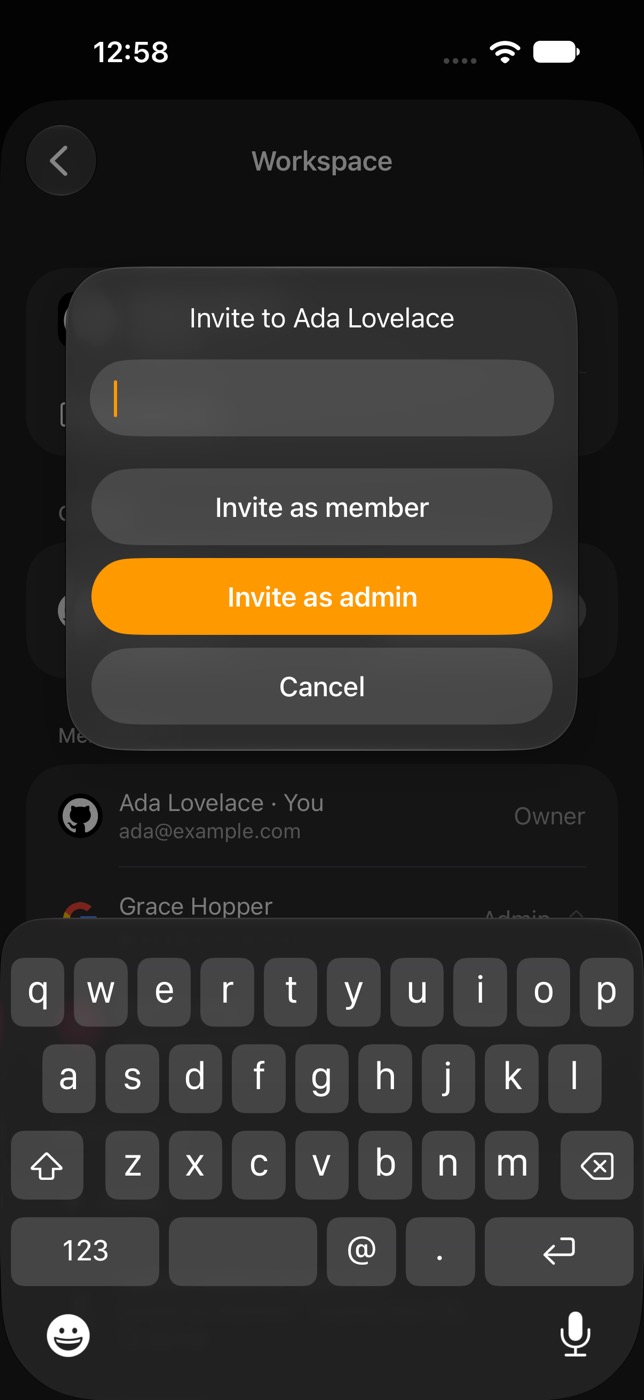 12:58
Workspace
Invite to Ada Lovelace
Invite as member
Invite as admin
Cancel
Ada Lovelace · You
ada@example.com
Owner
Grace Hopper
Admin
q w e r t y u i o p
a s d f g h j k l
z x c v b n m
123 @ .